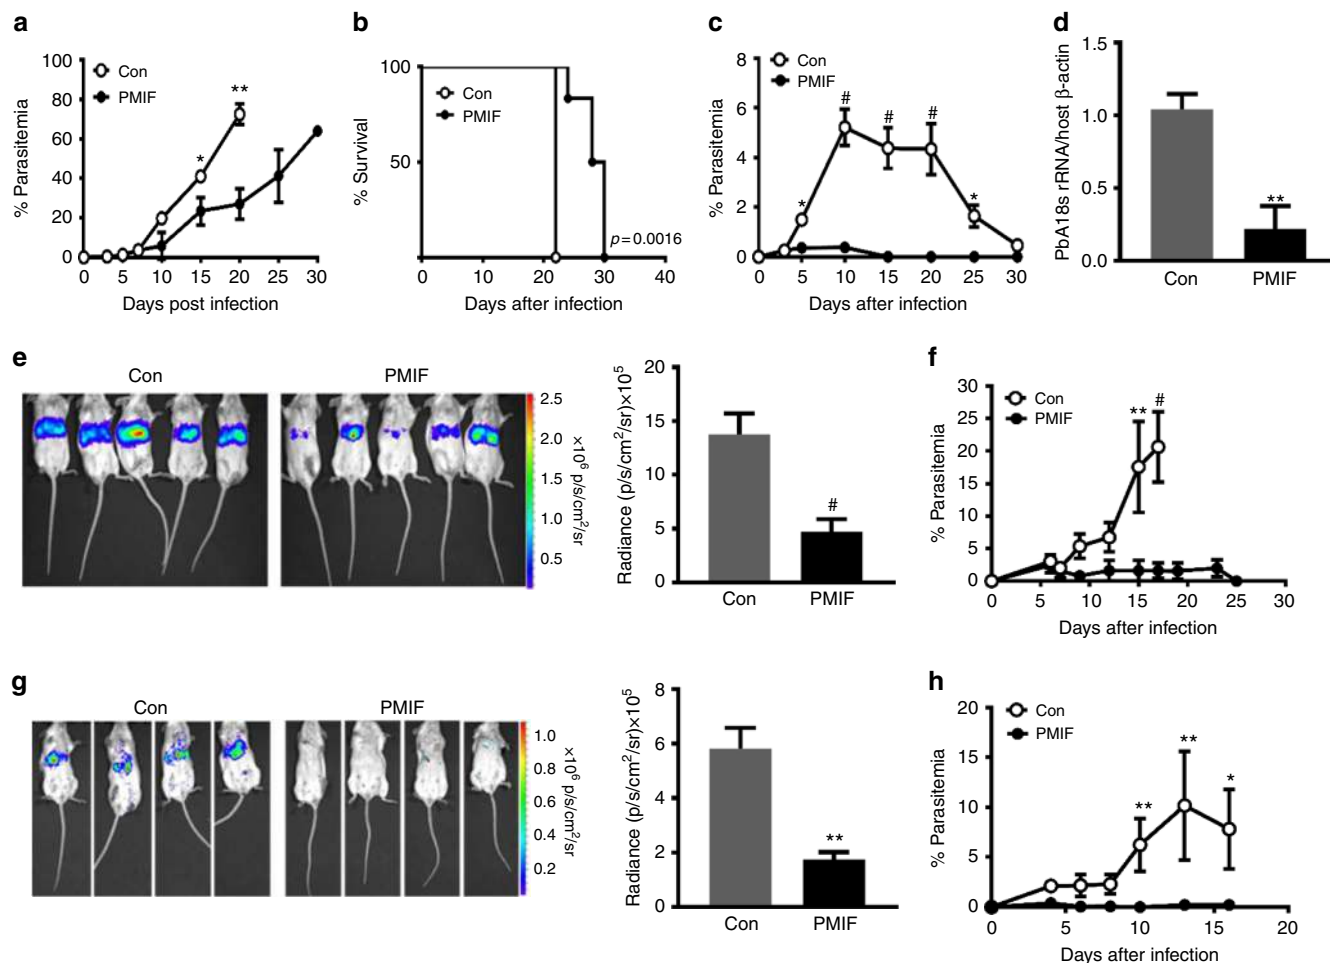 a
% Parasitemia
100
80
60
40
20
0
Con
PMIF
*
**
0 5 10 15 20 25 30
Days post infection
b
% Survival
100
50
Con
PMIF
p=0.0016
0 10 20 30 40
Days after infection
c
% Parasitemia
8
6
4
2
0
Con
PMIF
* # # # *
0 5 10 15 20 25 30
Days after infection
d
PbA18s rRNA/host β-actin
1.5
1.0
0.5
0.0
**
Con PMIF
e
Con PMIF
2.5
2.0
1.5
1.0
0.5
×10⁶ p/s/cm²/sr
Radiance (p/s/cm²/sr)×10⁵
20
15
10
5
0
#
Con PMIF
f
% Parasitemia
30
25
20
15
10
5
0
Con
PMIF
** #
0 5 10 15 20 25 30
Days after infection
g
Con PMIF
1.0
0.8
0.6
0.4
0.2
×10⁶ p/s/cm²/sr
Radiance (p/s/cm²/sr)×10⁵
8
6
4
2
0
**
Con PMIF
h
% Parasitemia
20
15
10
5
0
Con
PMIF
** ** *
0 5 10 15 20
Days after infection